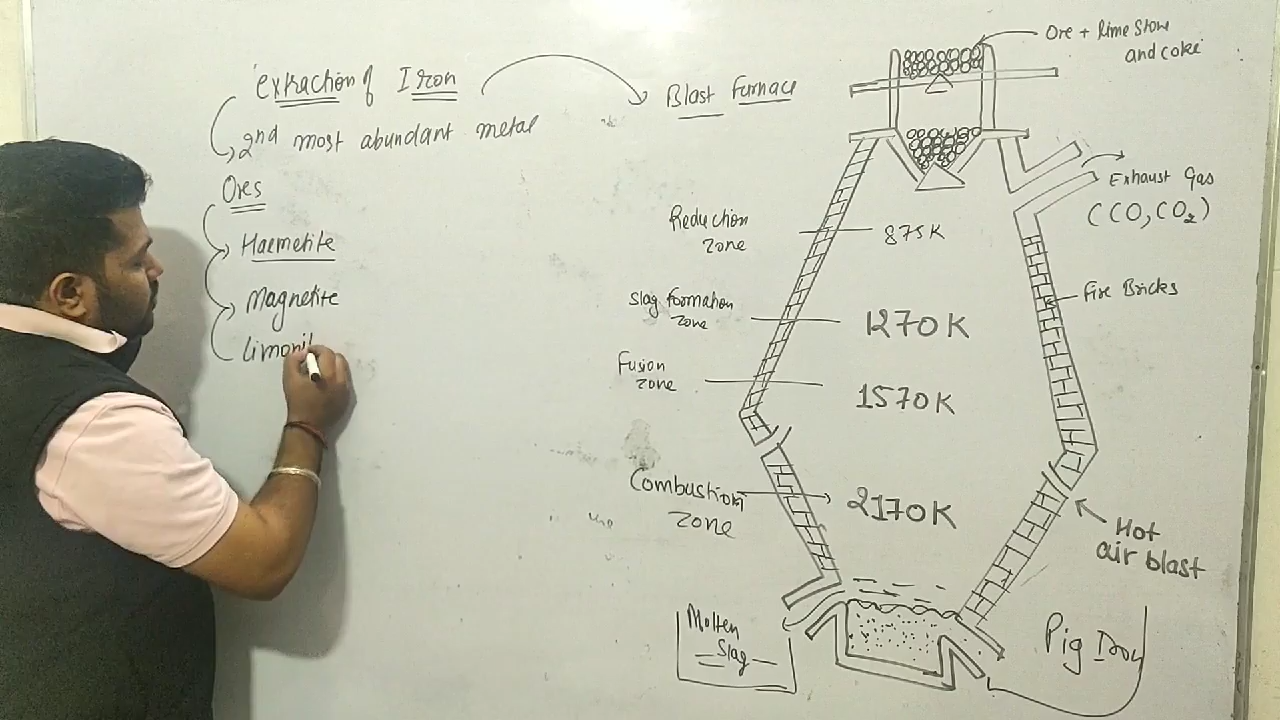 Extraction of Iron
2nd most abundant metal
Ores
Haemetite
Magnetite
limonit
Blast Furnace
Ore + lime stone
and coke
Exhaust Gas
(CO, CO2)
Reduction
zone
875K
Slag formation
zone
1270K
Fire Bricks
Fusion
zone
1570K
Combustion
zone
2170K
Hot
air blast
Molten
Slag
Pig Iron